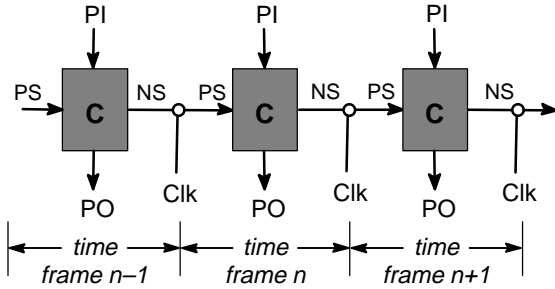 PI PI PI
PS NS PS NS PS NS
C C C
Clk Clk Clk
PO PO PO
time time time
frame n–1 frame n frame n+1